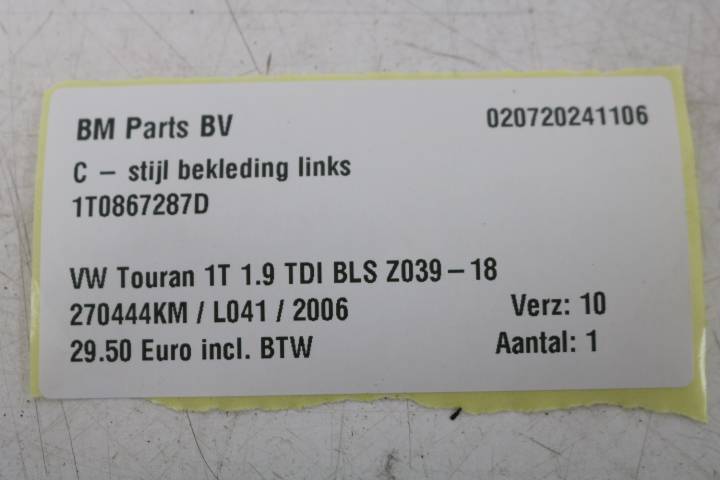 BM Parts BV 020720241106
C – stijl bekleding links
1T0867287D
VW Touran 1T 1.9 TDI BLS Z039–18
270444KM / L041 / 2006 Verz: 10
29.50 Euro incl. BTW Aantal: 1